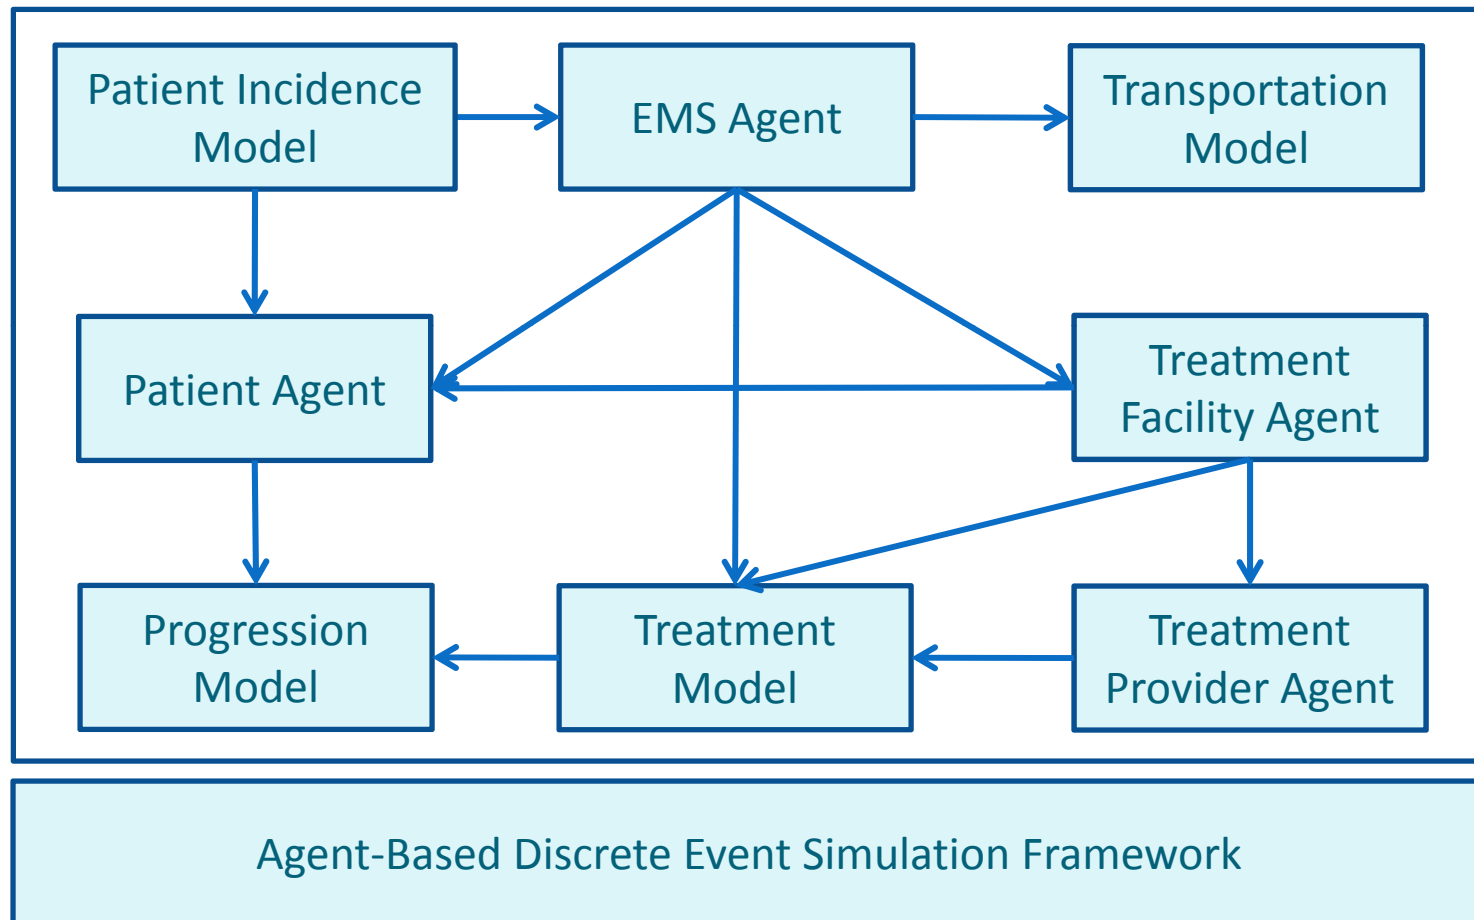 Patient Incidence
Model
EMS Agent
Transportation
Model
Patient Agent
Treatment
Facility Agent
Progression
Model
Treatment
Model
Treatment
Provider Agent
Agent-Based Discrete Event Simulation Framework